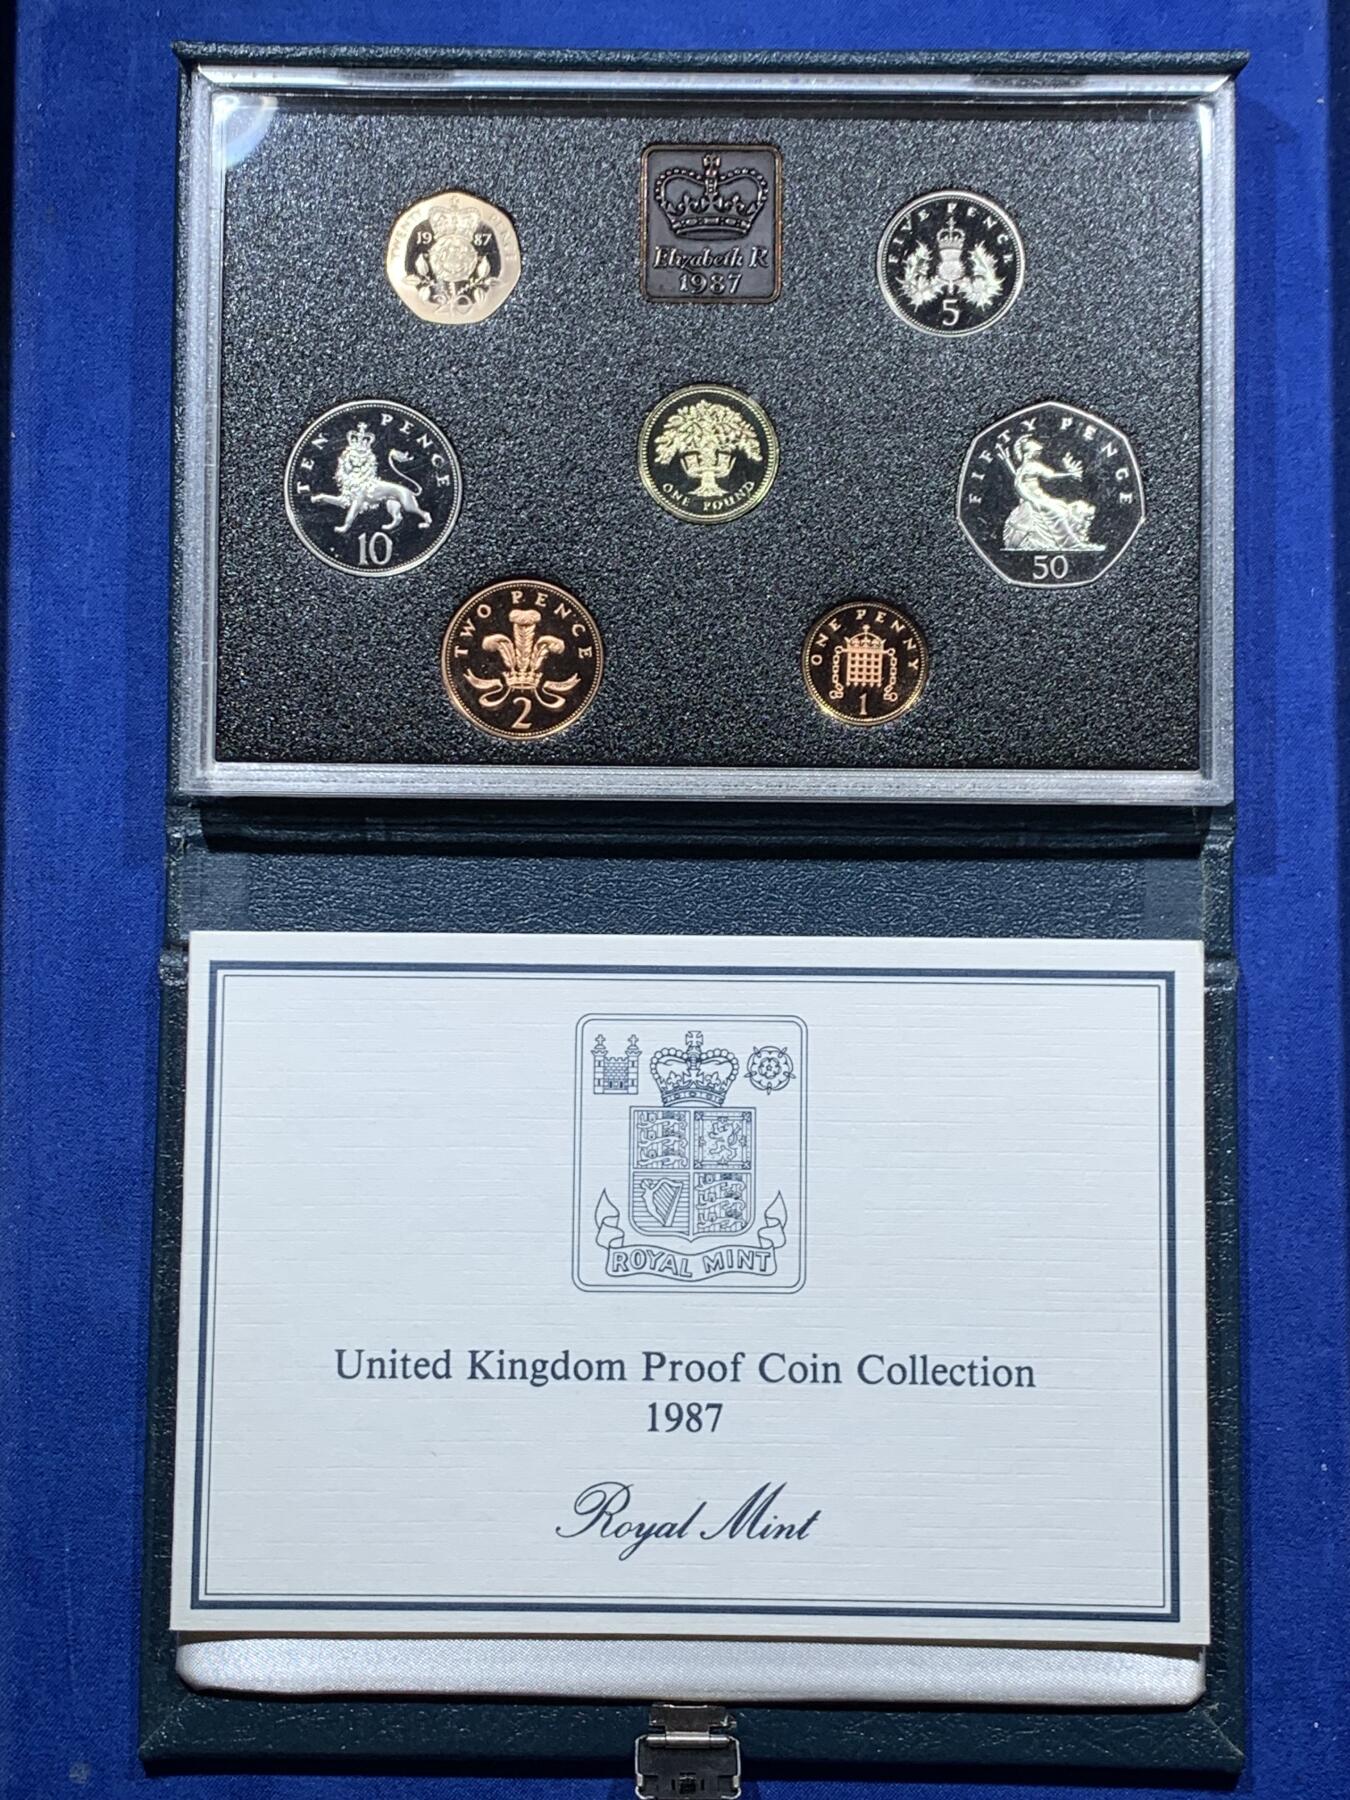 19 87
TWENTY PENCE
20
Elizabeth R
1987
FIVE PENCE
5
TEN PENCE
10
ONE POUND
FIFTY PENCE
50
TWO PENCE
2
ONE PENNY
1
ROYAL MINT
United Kingdom Proof Coin Collection
1987
Royal Mint